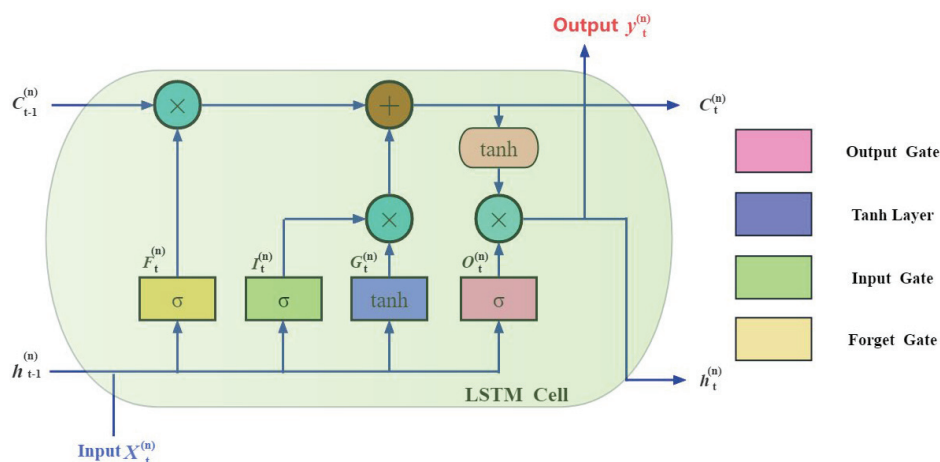 Output y_t^(n)
C_t-1^(n)
×
+
C_t^(n)
tanh
×
×
F_t^(n)
I_t^(n)
G_t^(n)
O_t^(n)
σ
σ
tanh
σ
h_t-1^(n)
LSTM Cell
h_t^(n)
Input X_t^(n)
Output Gate
Tanh Layer
Input Gate
Forget Gate